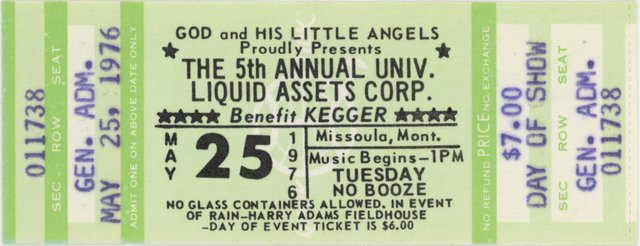 011738
SEC ROW SEAT
GEN. ADM.
MAY 25, 1976
ADMIT ONE ON ABOVE DATE ONLY
GOD and HIS LITTLE ANGELS
★ Proudly Presents ★
THE 5th ANNUAL UNIV.
LIQUID ASSETS CORP.
★★★★ Benefit KEGGER ★★★★
MAY 25 1976
Missoula, Mont.
Music Begins-1PM
TUESDAY
NO BOOZE
NO GLASS CONTAINERS ALLOWED. IN EVENT
OF RAIN-HARRY ADAMS FIELDHOUSE
-DAY OF EVENT TICKET IS $6.00
NO REFUND PRICE NO EXCHANGE
$7.00
DAY OF SHOW
GEN. ADM.
SEC ROW SEAT
011738